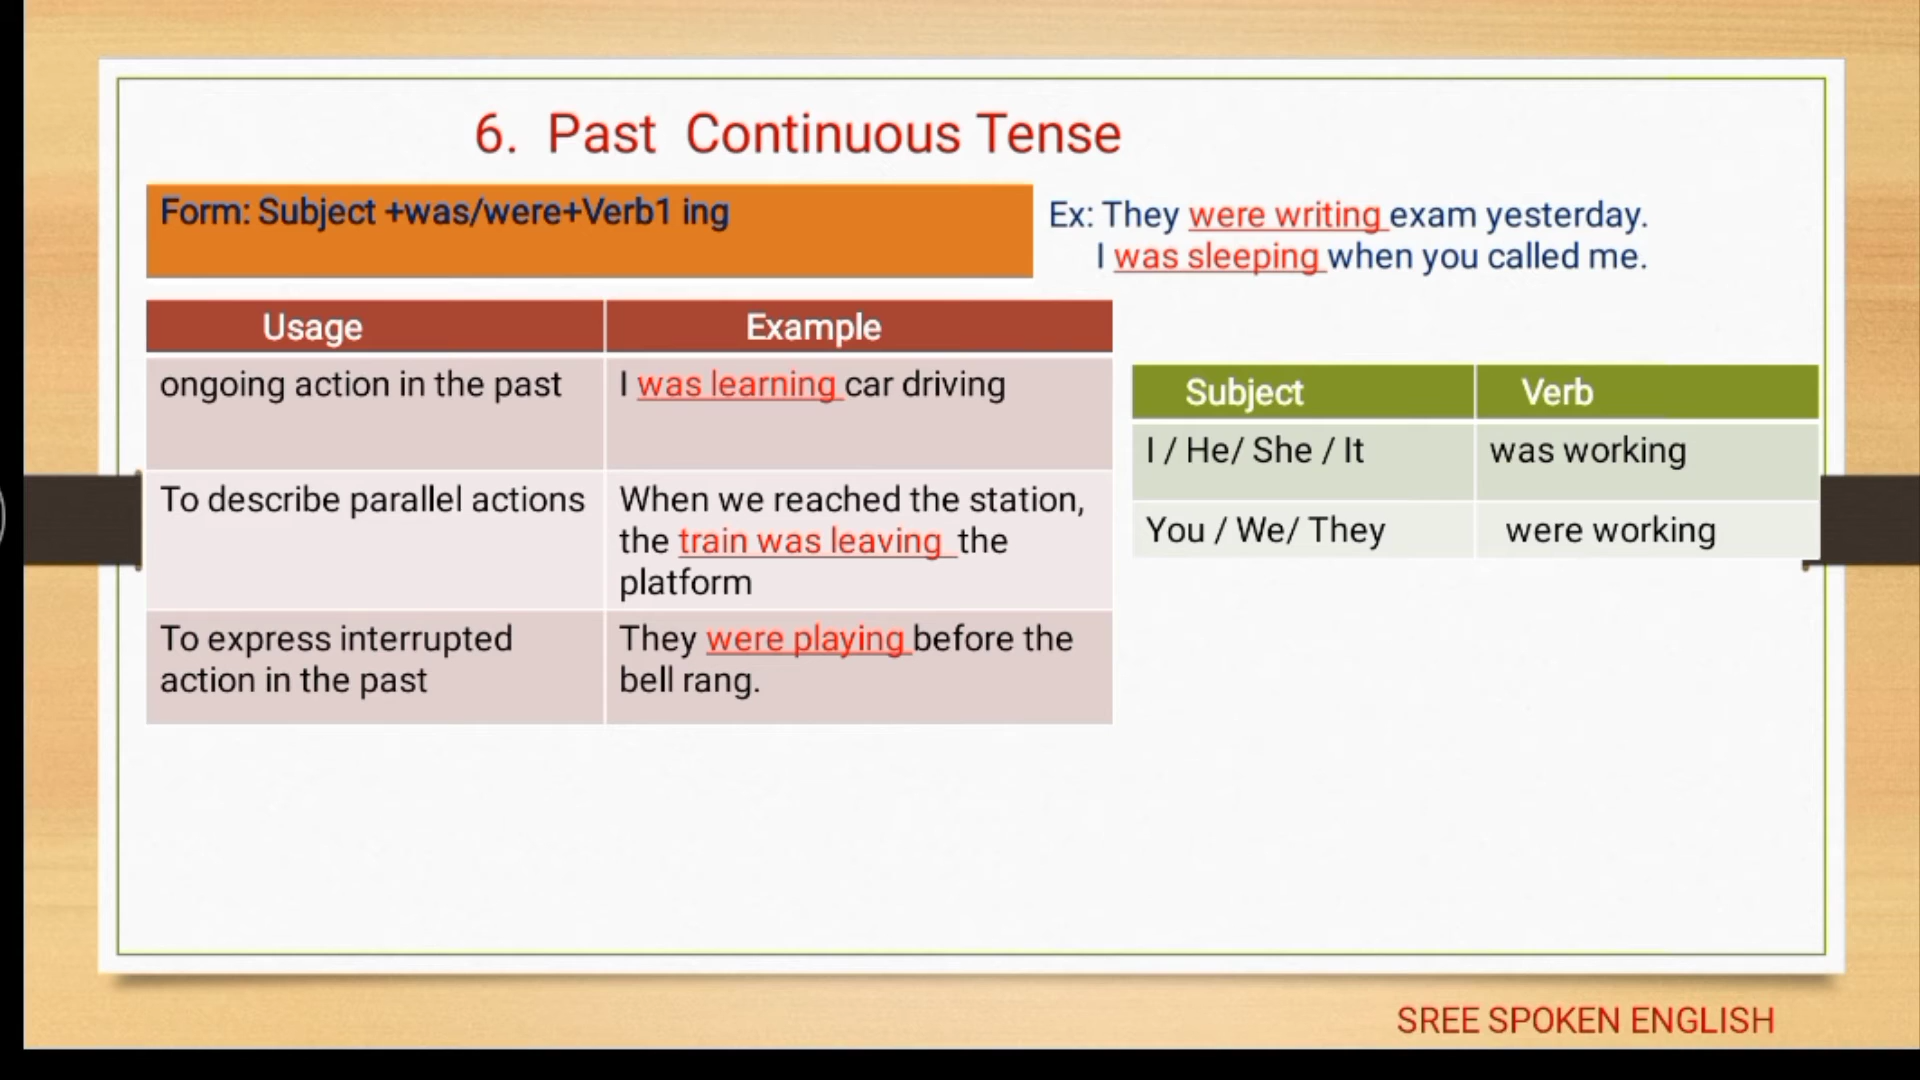 6. Past Continuous Tense
Form: Subject +was/were+Verb1 ing
Ex: They were writing exam yesterday.
I was sleeping when you called me.
Usage Example
ongoing action in the past I was learning car driving
To describe parallel actions When we reached the station,
the train was leaving the
platform
To express interrupted They were playing before the
action in the past bell rang.
Subject Verb
I / He/ She / It was working
You / We/ They were working
SREE SPOKEN ENGLISH